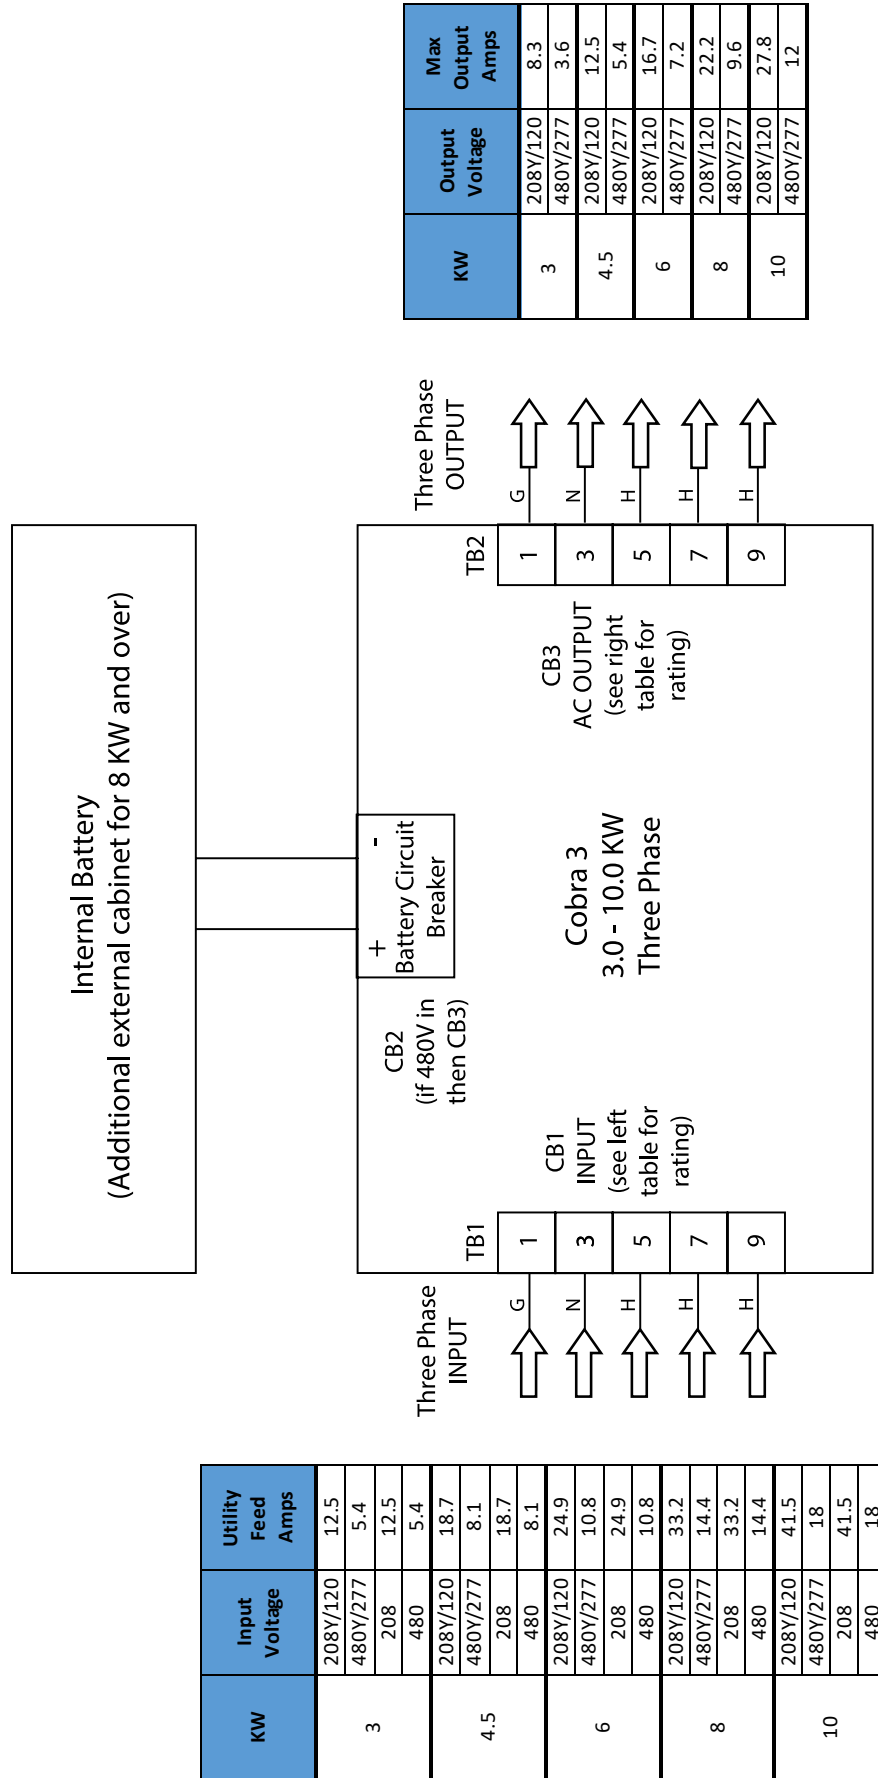 Internal Battery
(Additional external cabinet for 8 KW and over)
+ -
Battery Circuit
Breaker
CB2
(if 480V in
then CB3)
Cobra 3
3.0 - 10.0 KW
Three Phase
Three Phase
INPUT
TB1
G 1
N 3
H 5
H 7
H 9
CB1
INPUT
(see left
table for
rating)
CB3
AC OUTPUT
(see right
table for
rating)
Three Phase
OUTPUT
TB2
1 G
3 N
5 H
7 H
9 H
KW Input Voltage Utility Feed Amps
3 208Y/120 12.5
480Y/277 5.4
208 12.5
480 5.4
4.5 208Y/120 18.7
480Y/277 8.1
208 18.7
480 8.1
6 208Y/120 24.9
480Y/277 10.8
208 24.9
480 10.8
8 208Y/120 33.2
480Y/277 14.4
208 33.2
480 14.4
10 208Y/120 41.5
480Y/277 18
208 41.5
480 18
KW Output Voltage Max Output Amps
3 208Y/120 8.3
480Y/277 3.6
4.5 208Y/120 12.5
480Y/277 5.4
6 208Y/120 16.7
480Y/277 7.2
8 208Y/120 22.2
480Y/277 9.6
10 208Y/120 27.8
480Y/277 12